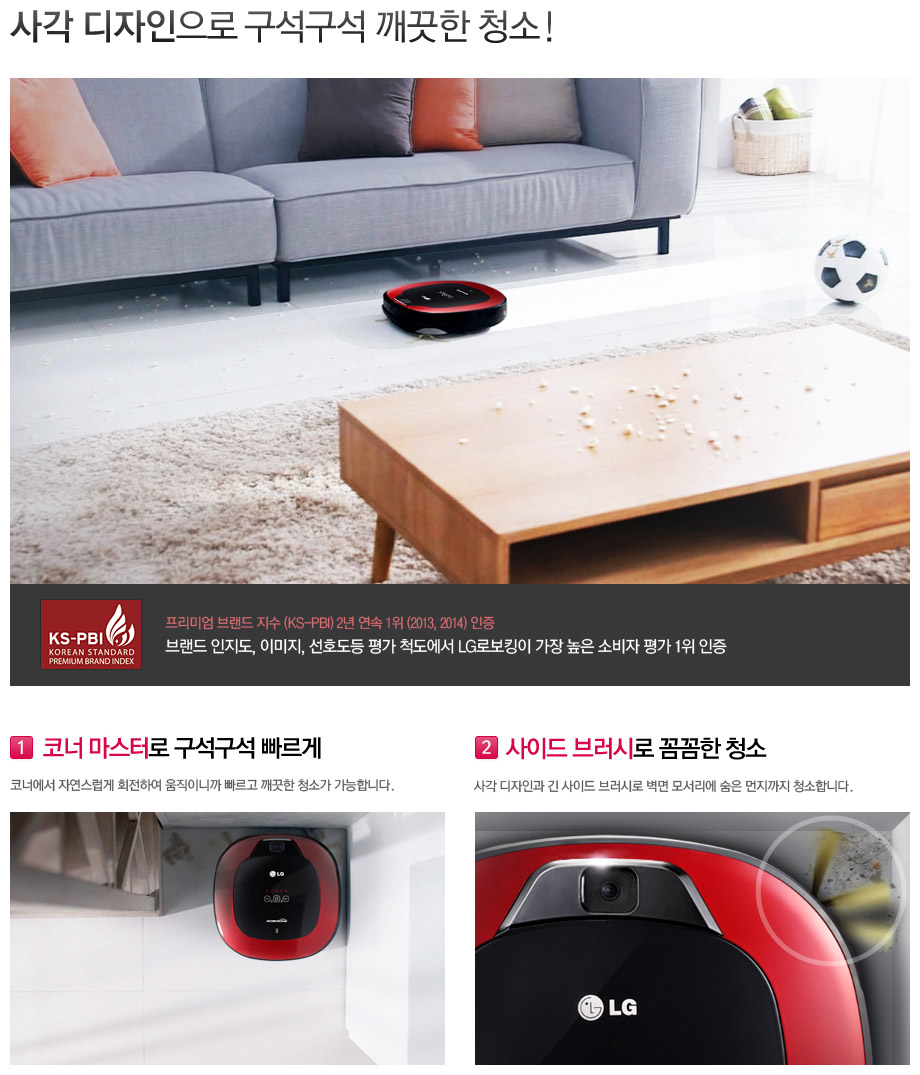 사각 디자인으로 구석구석 깨끗한 청소!
KS-PBI
KOREAN STANDARD
PREMIUM BRAND INDEX
프리미엄 브랜드 지수 (KS-PBI) 2년 연속 1위 (2013, 2014) 인증
브랜드 인지도, 이미지, 선호도등 평가 척도에서 LG로보킹이 가장 높은 소비자 평가 1위 인증
1 코너 마스터로 구석구석 빠르게
코너에서 자연스럽게 회전하여 움직이니까 빠르고 깨끗한 청소가 가능합니다.
LG
2 사이드 브러시로 꼼꼼한 청소
사각 디자인과 긴 사이드 브러시로 벽면 모서리에 숨은 먼지까지 청소합니다.
LG